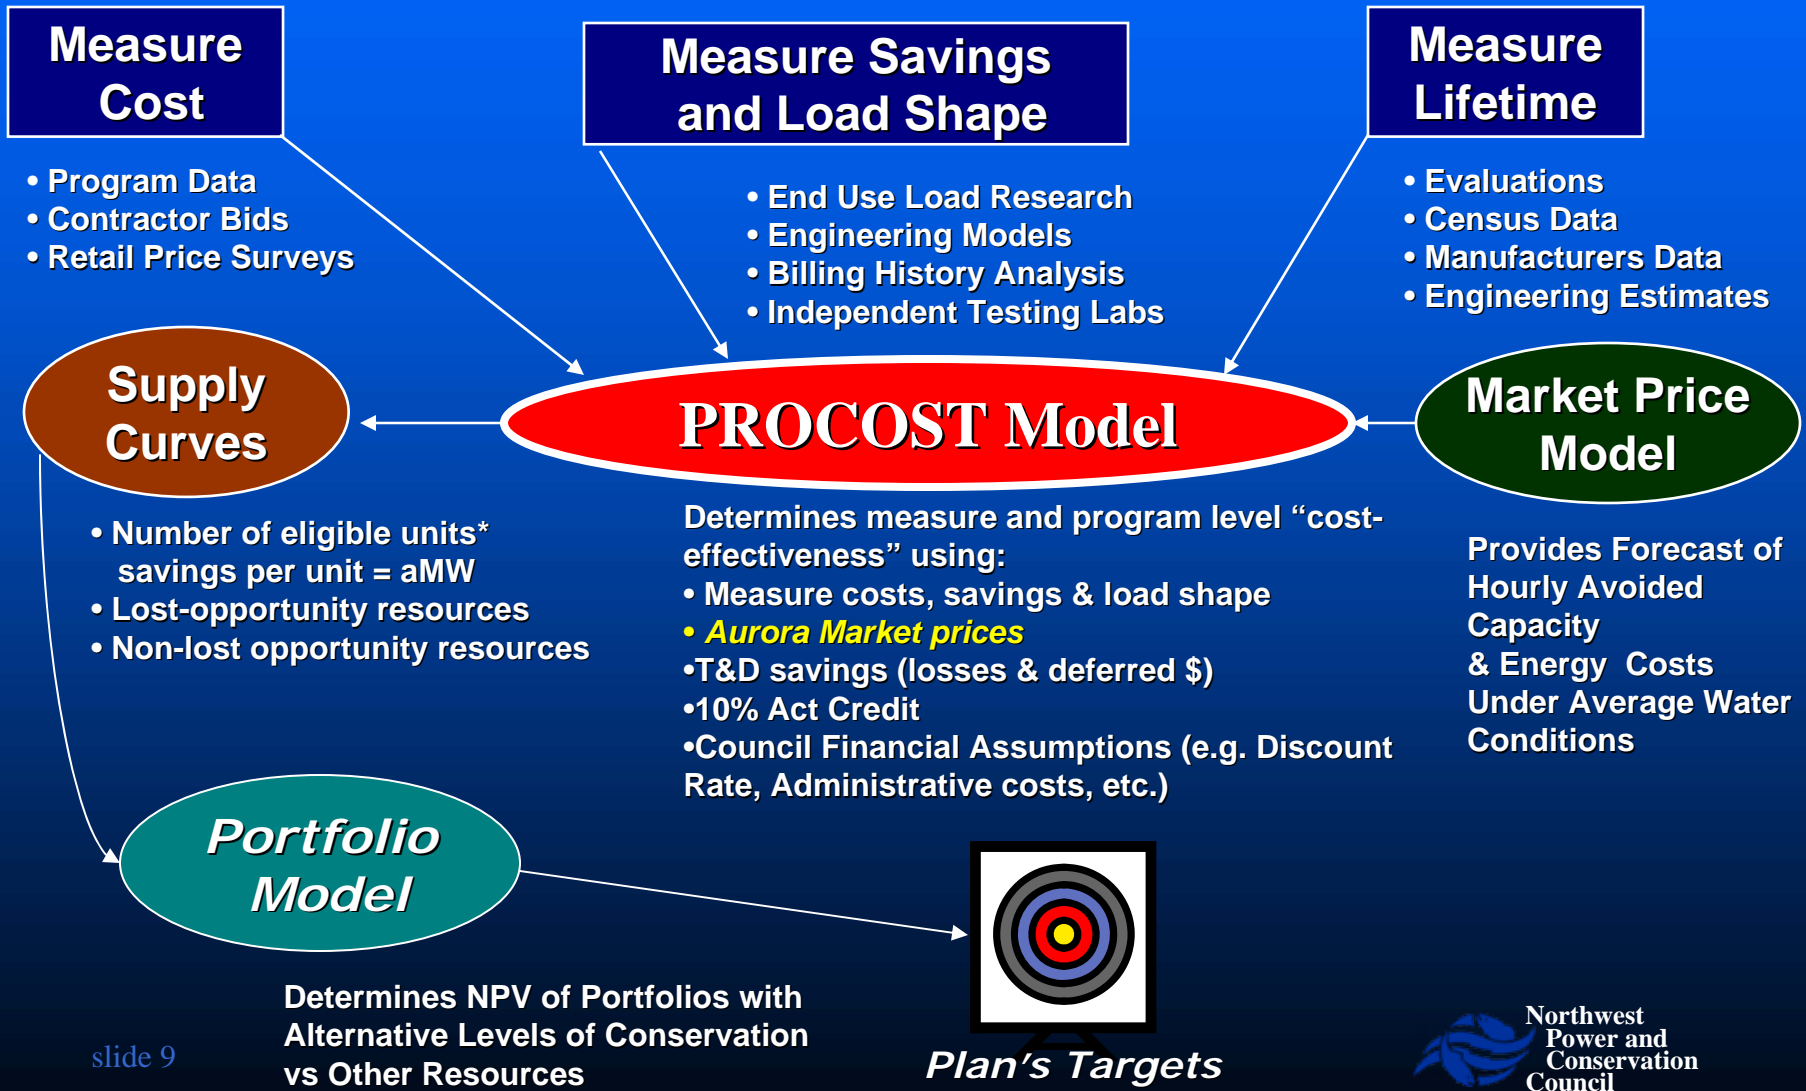 Measure
Cost
Measure Savings
and Load Shape
Measure
Lifetime
• Program Data
• Contractor Bids
• Retail Price Surveys
• End Use Load Research
• Engineering Models
• Billing History Analysis
• Independent Testing Labs
• Evaluations
• Census Data
• Manufacturers Data
• Engineering Estimates
Supply
Curves
PROCOST Model
Market Price
Model
• Number of eligible units*
savings per unit = aMW
• Lost-opportunity resources
• Non-lost opportunity resources
Determines measure and program level “cost-
effectiveness” using:
• Measure costs, savings & load shape
• Aurora Market prices
•T&D savings (losses & deferred $)
•10% Act Credit
•Council Financial Assumptions (e.g. Discount
Rate, Administrative costs, etc.)
Provides Forecast of
Hourly Avoided
Capacity
& Energy Costs
Under Average Water
Conditions
Portfolio
Model
Determines NPV of Portfolios with
Alternative Levels of Conservation
vs Other Resources
Plan's Targets
slide 9
Northwest
Power and
Conservation
Council